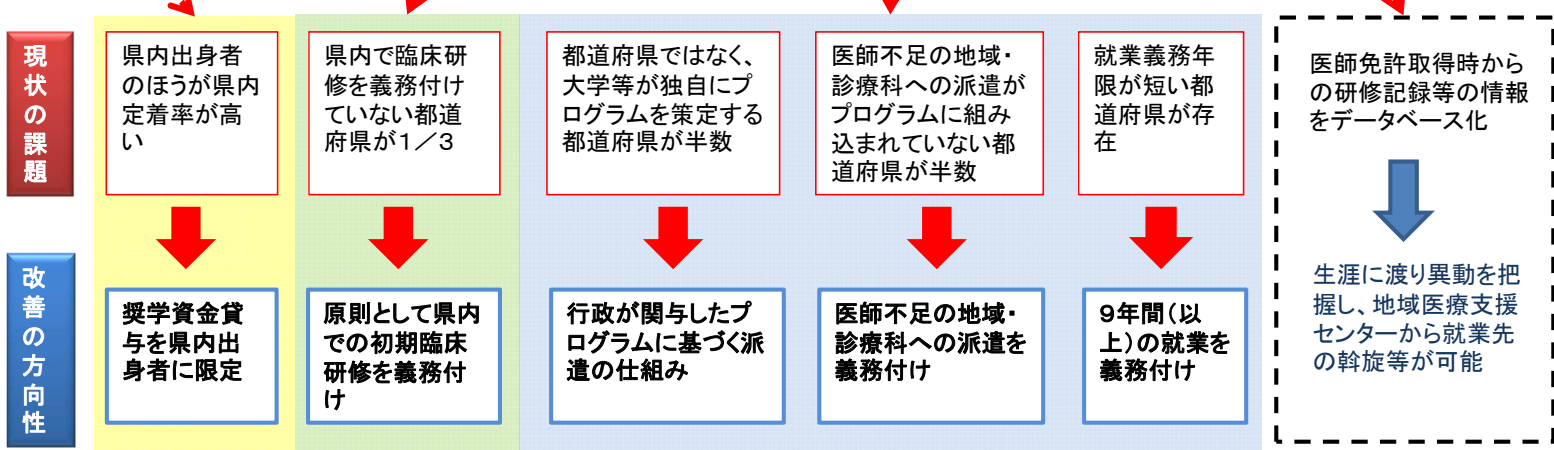 現状の課題
県内出身者
のほうが県内
定着率が高
い
県内で臨床研
修を義務付け
ていない都道
府県が１／３
都道府県ではなく、
大学等が独自にプ
ログラムを策定する
都道府県が半数
医師不足の地域・
診療科への派遣が
プログラムに組み
込まれていない都
道府県が半数
就業義務年
限が短い都
道府県が存
在
医師免許取得時から
の研修記録等の情報
をデータベース化
改善の方向性
奨学資金貸
与を県内出
身者に限定
原則として県内
での初期臨床
研修を義務付
け
行政が関与したプ
ログラムに基づく派
遣の仕組み
医師不足の地域・
診療科への派遣を
義務付け
９年間（以
上）の就業を
義務付け
生涯に渡り異動を把
握し、地域医療支援
センターから就業先
の斡旋等が可能